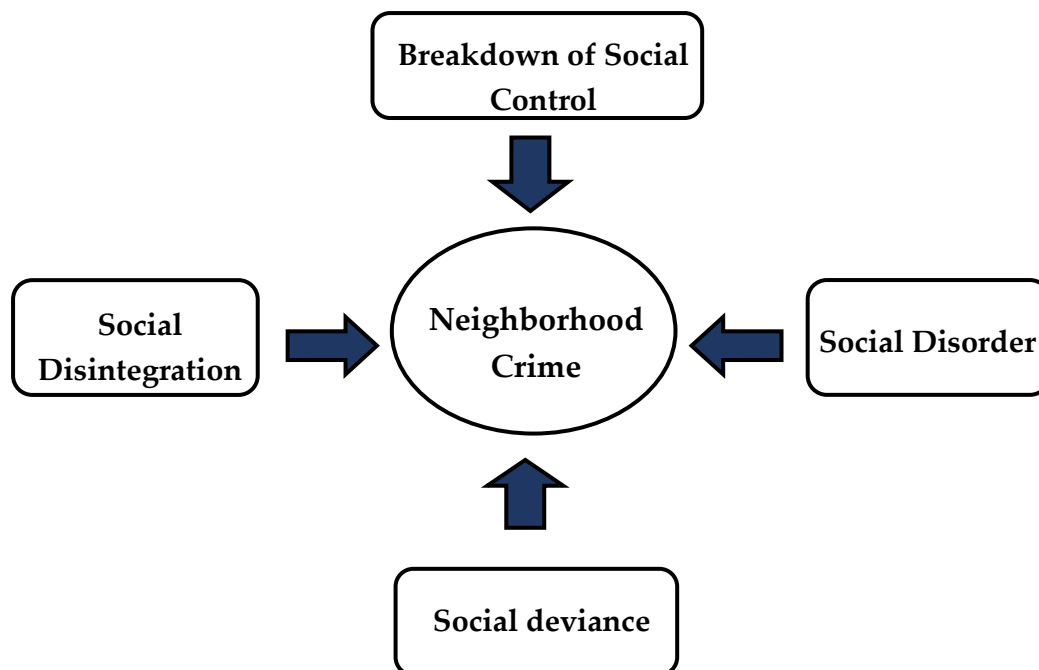 Breakdown of Social
Control
Social
Disintegration
Neighborhood
Crime
Social Disorder
Social deviance